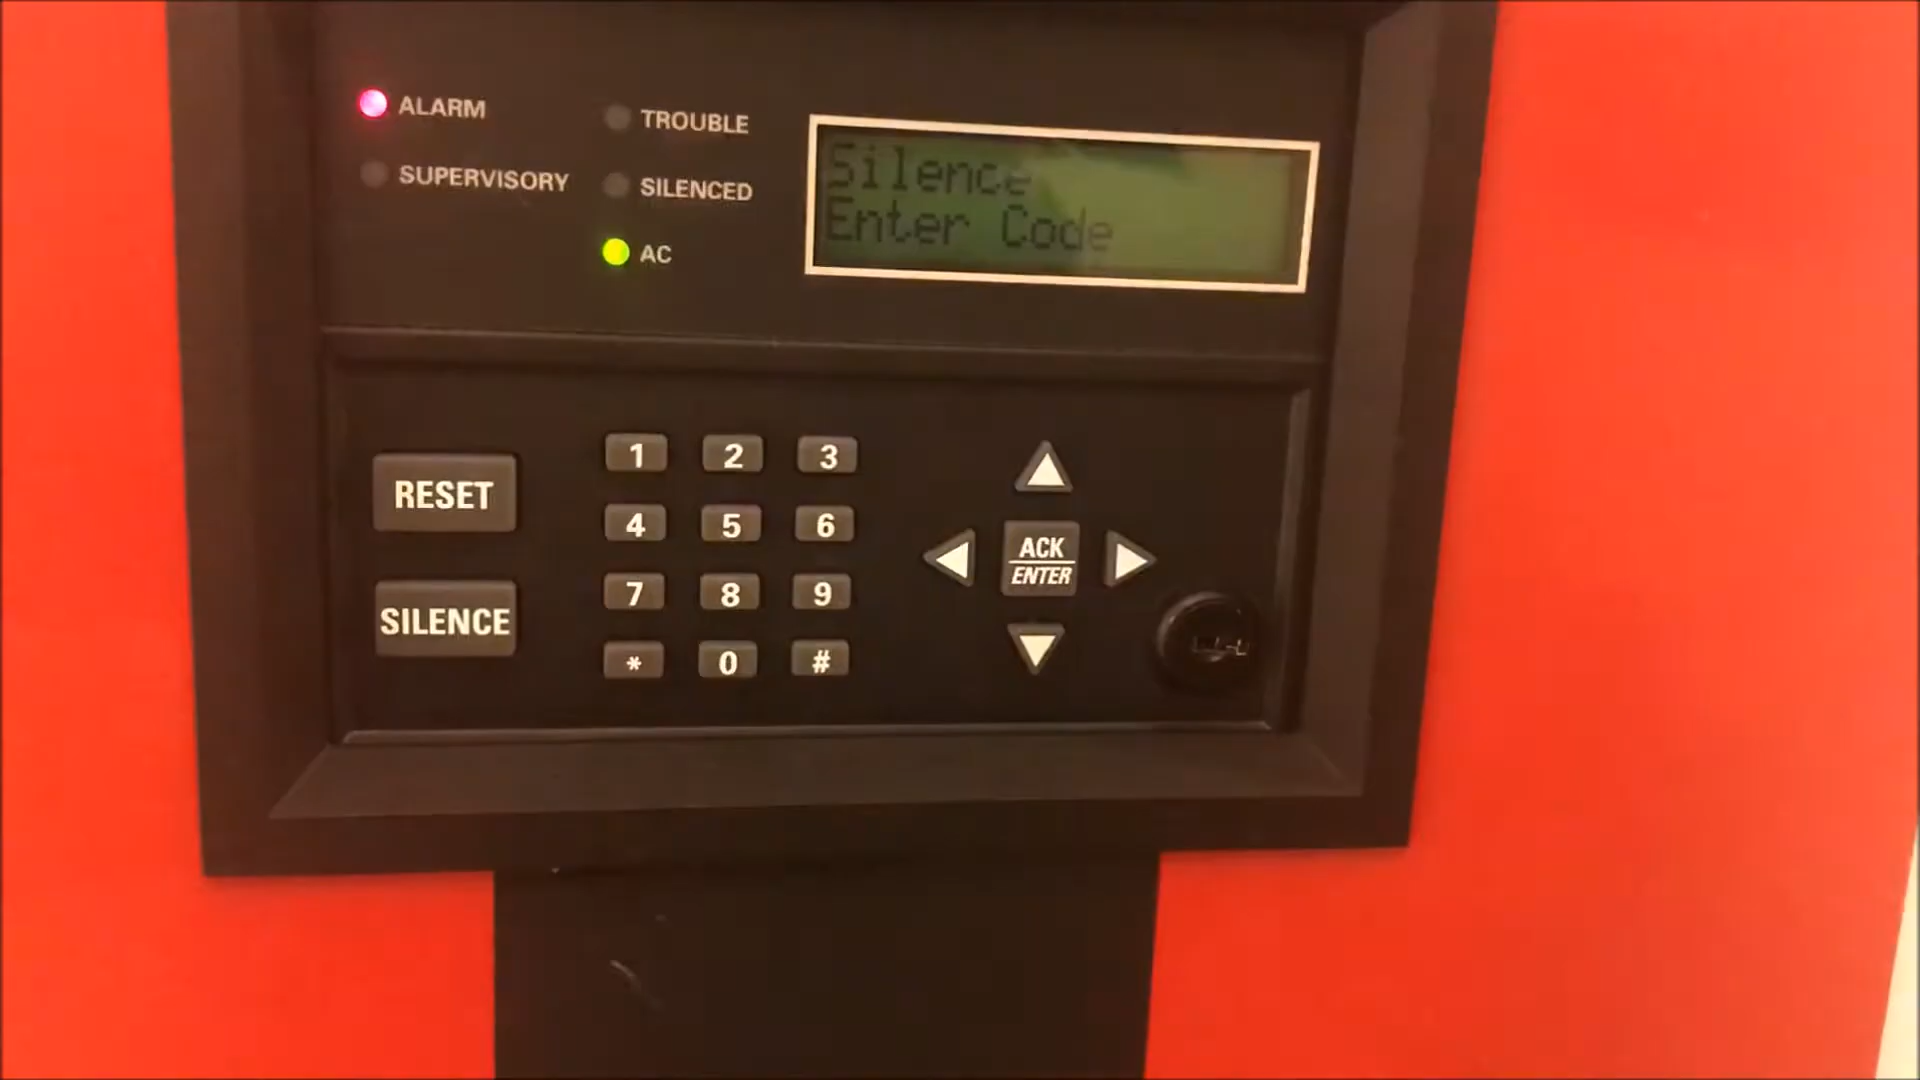 ALARM
TROUBLE
SUPERVISORY
SILENCED
AC
Silence
Enter Code
RESET
SILENCE
1 2 3
4 5 6
7 8 9
* 0 #
ACK
ENTER